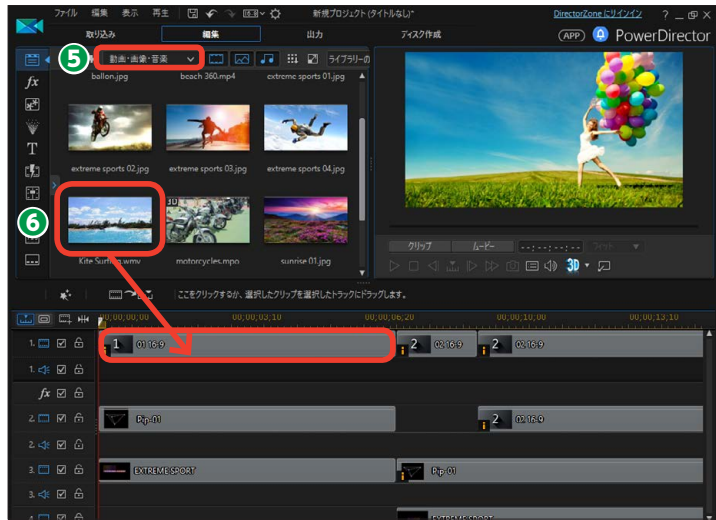 ファイル 編集 表示 再生 新規プロジェクト(タイトルなし)* DirectorZone にサインイン ?
取り込み 編集 出力 ディスク作成 (APP) PowerDirector
5 動画・画像・音楽 ライブラリーの
ballon.jpg beach 360.mp4 extreme sports 01.jpg
fx
T
extreme sports 02.jpg extreme sports 03.jpg extreme sports 04.jpg
6
3D
Kite Surfing.wmv motorcycles.mpo sunrise 01.jpg
クリップ ムービー --:--:--:-- フィット
3D
ここをクリックするか、選択したクリップを選択したトラックにドラッグします。
00;00;00;00 00;00;03;10 00;00;06;20 00;00;10;00 00;00;13;10
1. 1 01 16-9 2 02 16-9 2 02 16-9
1.
fx
2. Pip-01 2 02 16-9
2.
3. EXTREME SPORT Pip-01
3.
4. EXTREME SPORT